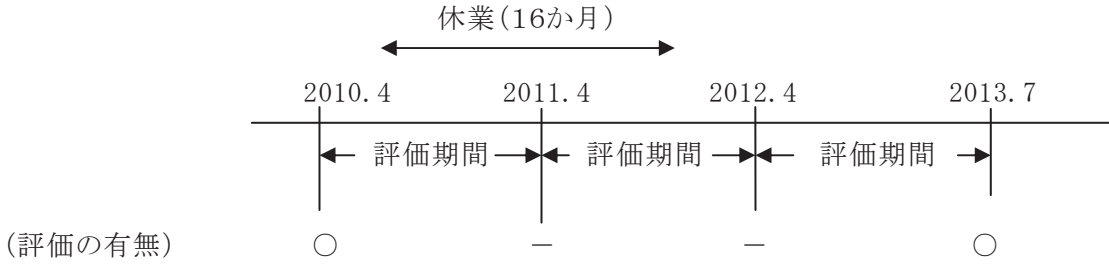 休業(16か月)
2010.4 2011.4 2012.4 2013.7
評価期間 評価期間 評価期間
(評価の有無) ○ － － ○